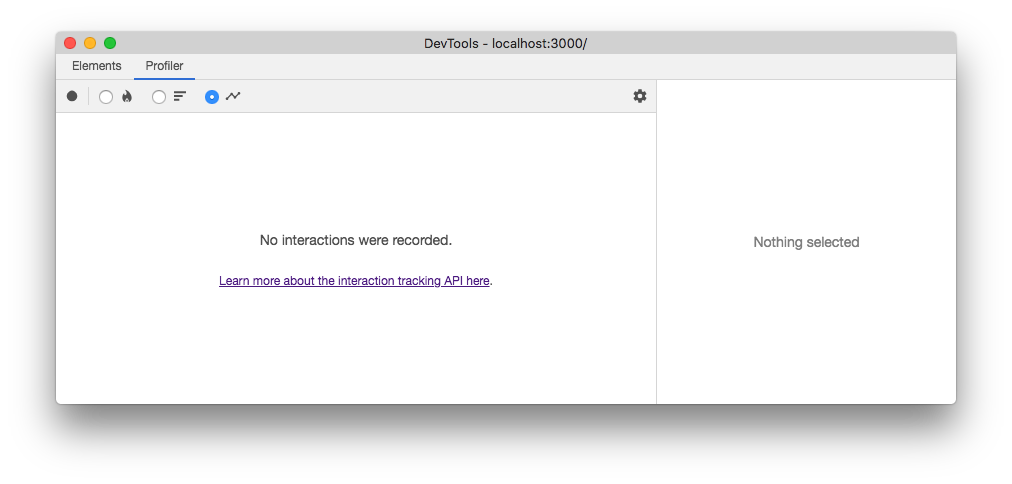 DevTools - localhost:3000/
Elements Profiler
No interactions were recorded.
Learn more about the interaction tracking API here.
Nothing selected